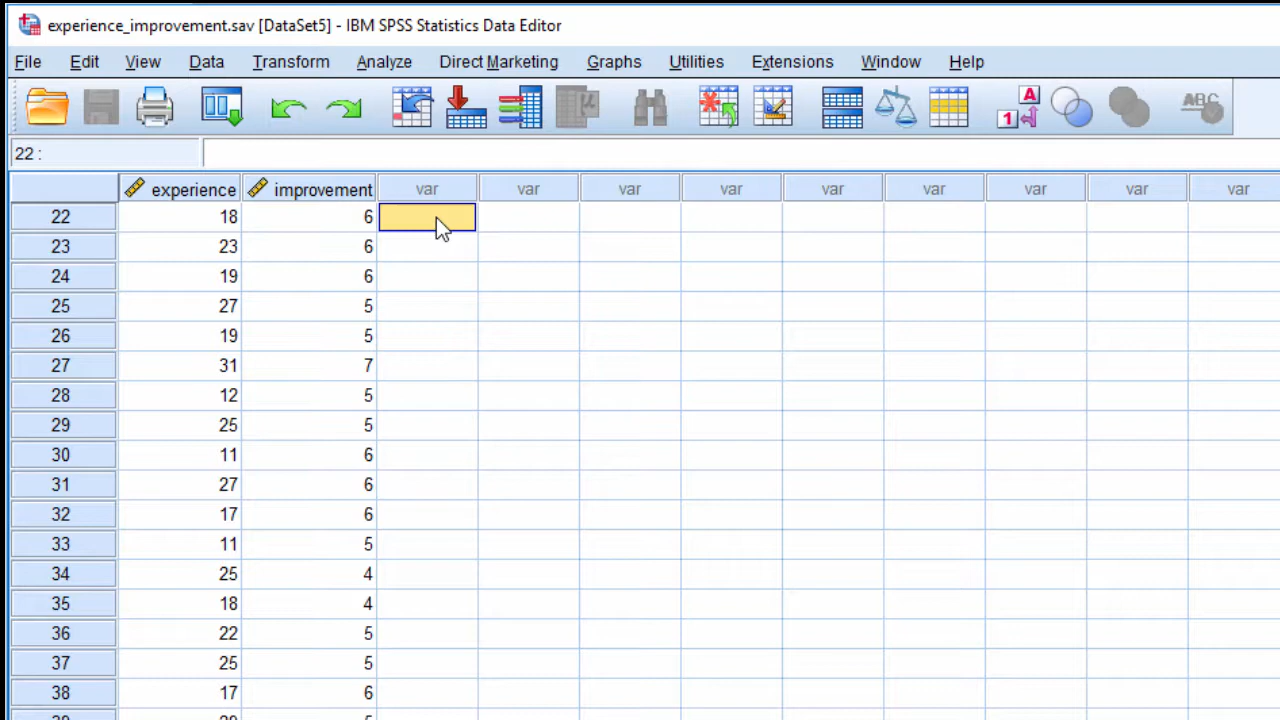 experience_improvement.sav [DataSet5] - IBM SPSS Statistics Data Editor
File Edit View Data Transform Analyze Direct Marketing Graphs Utilities Extensions Window Help
A
1
μ
ABC
22 :
experience improvement var var var var var var var var var
22 18 6
23 23 6
24 19 6
25 27 5
26 19 5
27 31 7
28 12 5
29 25 5
30 11 6
31 27 6
32 17 6
33 11 5
34 25 4
35 18 4
36 22 5
37 25 5
38 17 6